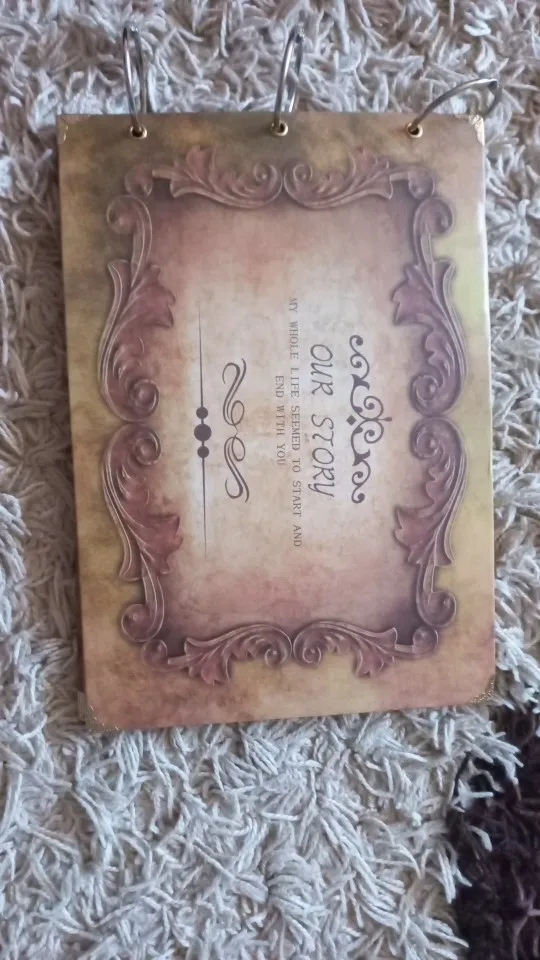 OUR STORY
MY WHOLE LIFE SEEMED TO START AND
END WITH YOU